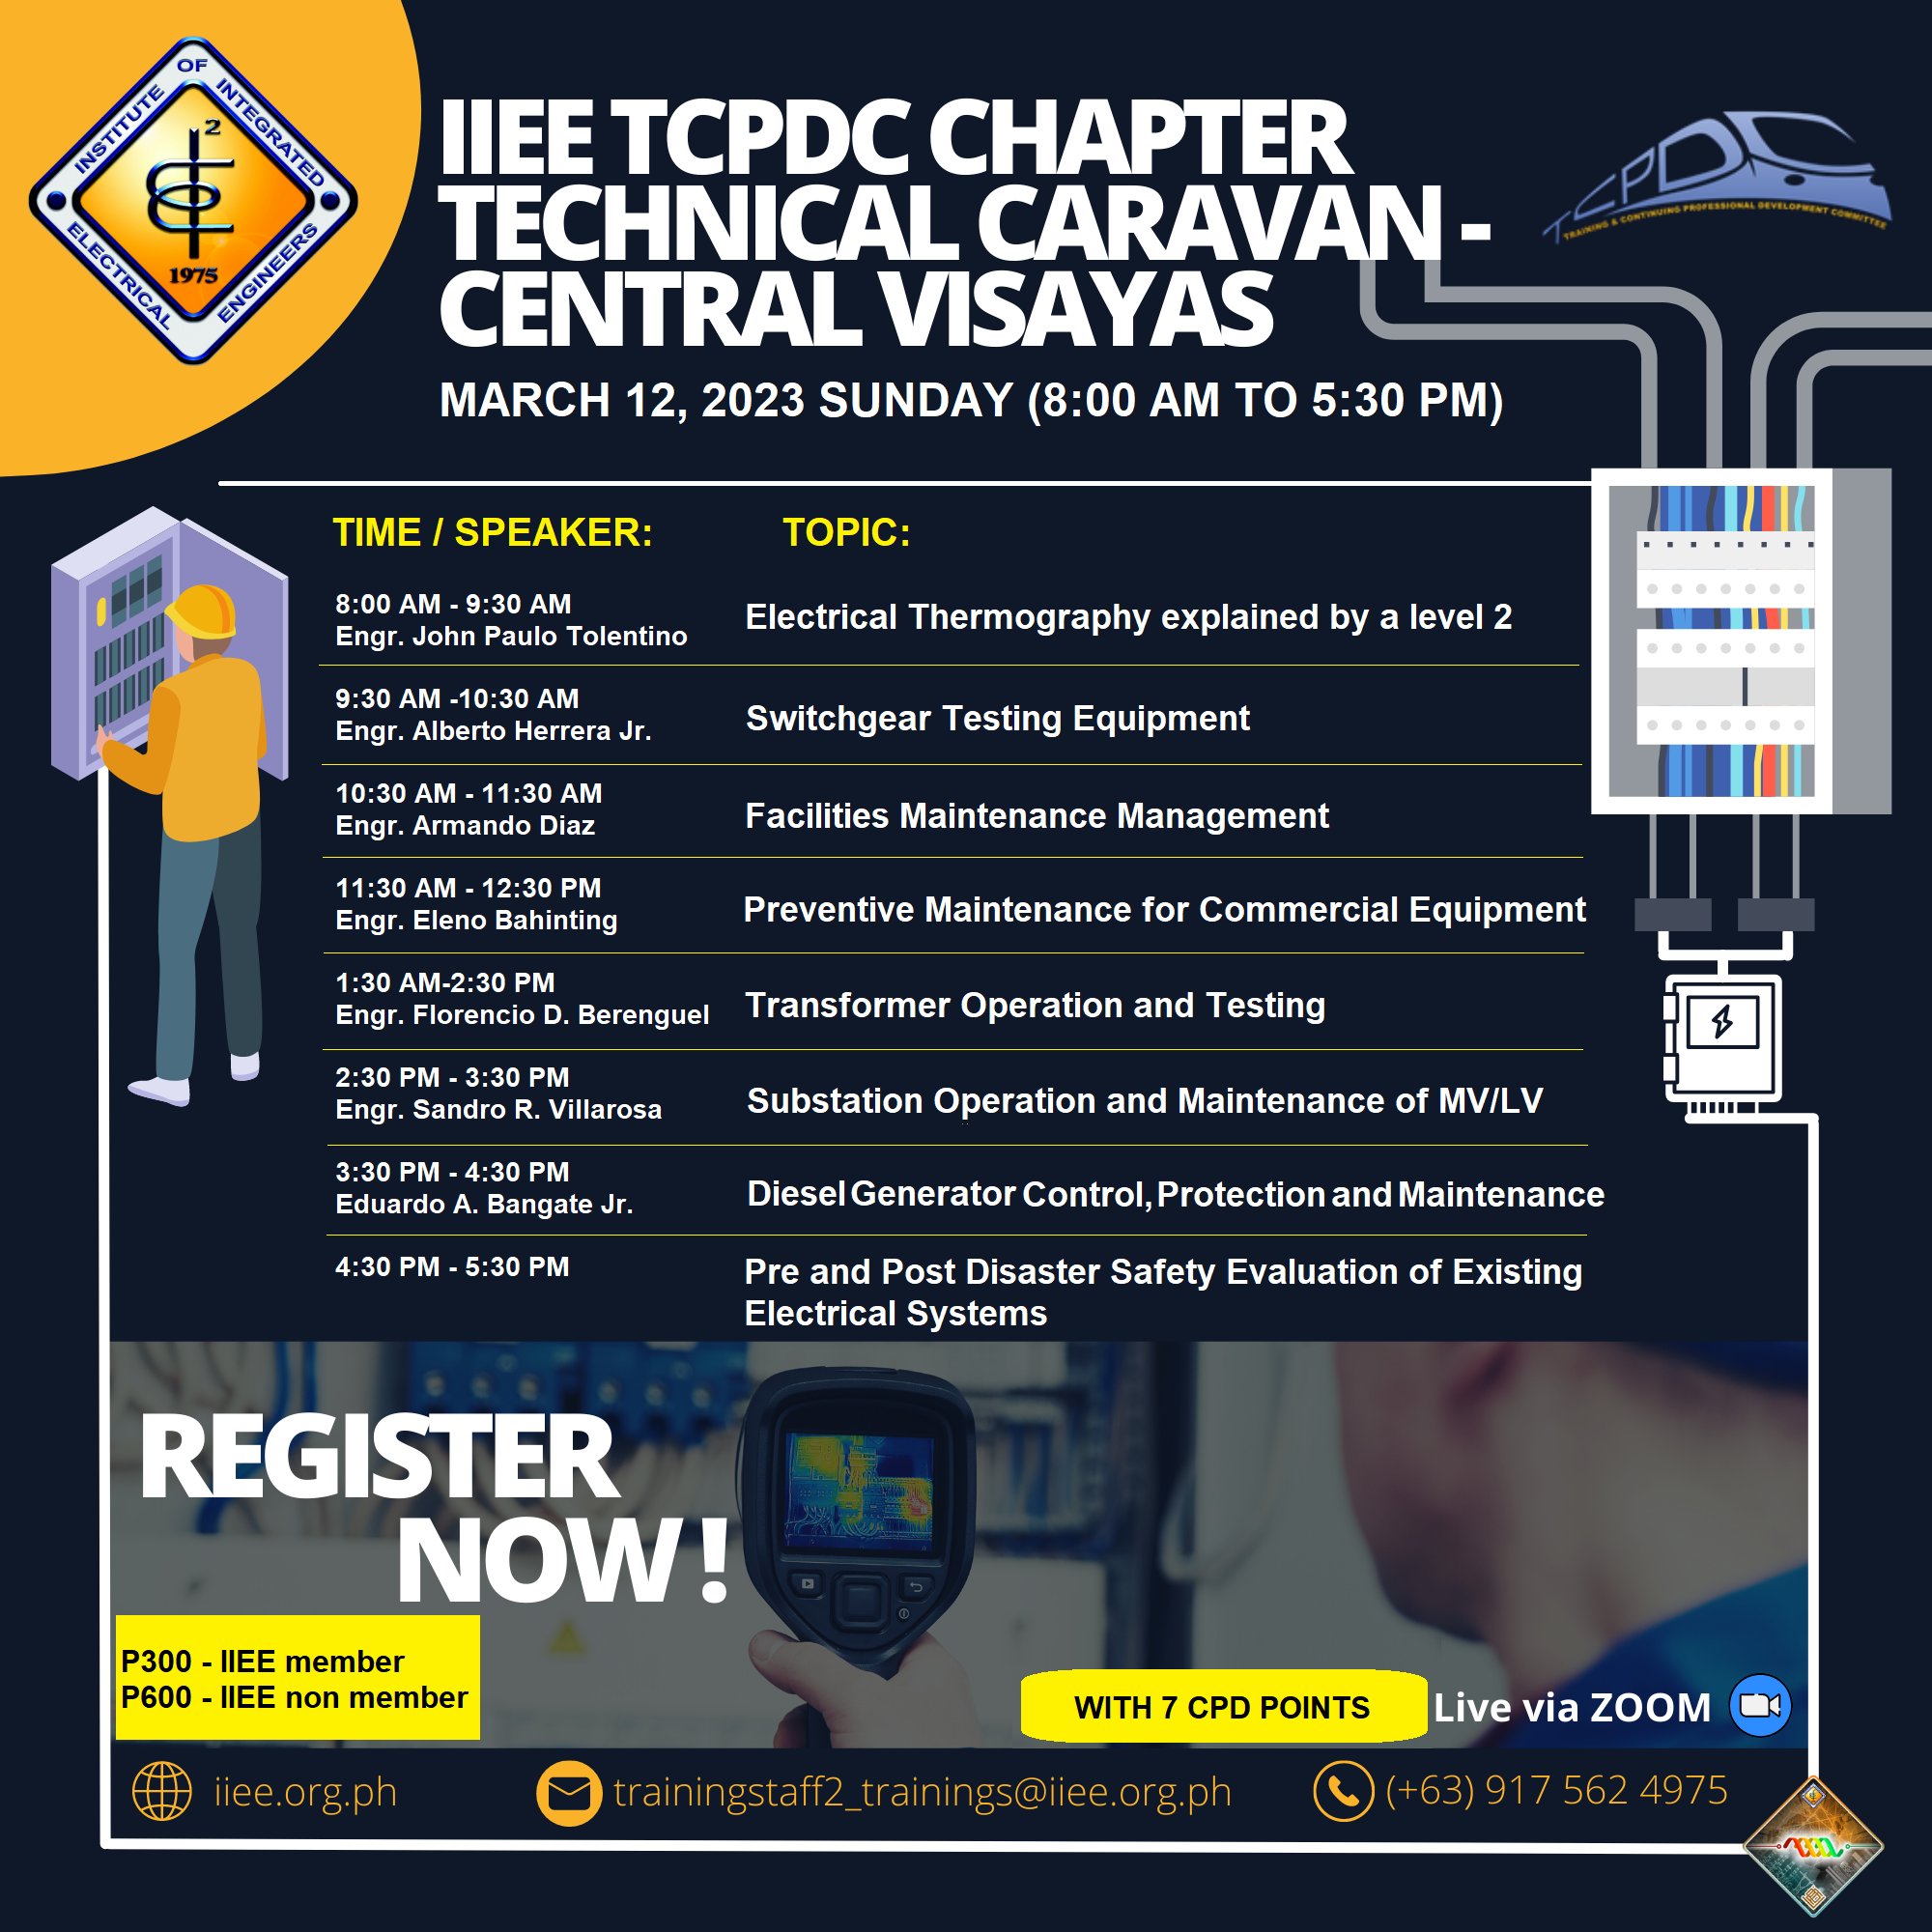 INSTITUTE OF INTEGRATED
ELECTRICAL ENGINEERS
2
1975
IIEE TCPDC CHAPTER
TECHNICAL CARAVAN -
CENTRAL VISAYAS
TCPDC
TRAINING & CONTINUING PROFESSIONAL DEVELOPMENT COMMITTEE
MARCH 12, 2023 SUNDAY (8:00 AM TO 5:30 PM)
TIME / SPEAKER: TOPIC:
8:00 AM - 9:30 AM
Engr. John Paulo Tolentino
Electrical Thermography explained by a level 2
9:30 AM -10:30 AM
Engr. Alberto Herrera Jr.
Switchgear Testing Equipment
10:30 AM - 11:30 AM
Engr. Armando Diaz
Facilities Maintenance Management
11:30 AM - 12:30 PM
Engr. Eleno Bahinting
Preventive Maintenance for Commercial Equipment
1:30 AM-2:30 PM
Engr. Florencio D. Berenguel
Transformer Operation and Testing
2:30 PM - 3:30 PM
Engr. Sandro R. Villarosa
Substation Operation and Maintenance of MV/LV
3:30 PM - 4:30 PM
Eduardo A. Bangate Jr.
Diesel Generator Control, Protection and Maintenance
4:30 PM - 5:30 PM
Pre and Post Disaster Safety Evaluation of Existing
Electrical Systems
REGISTER
NOW !
P300 - IIEE member
P600 - IIEE non member
WITH 7 CPD POINTS
Live via ZOOM
iiee.org.ph
trainingstaff2_trainings@iiee.org.ph
(+63) 917 562 4975